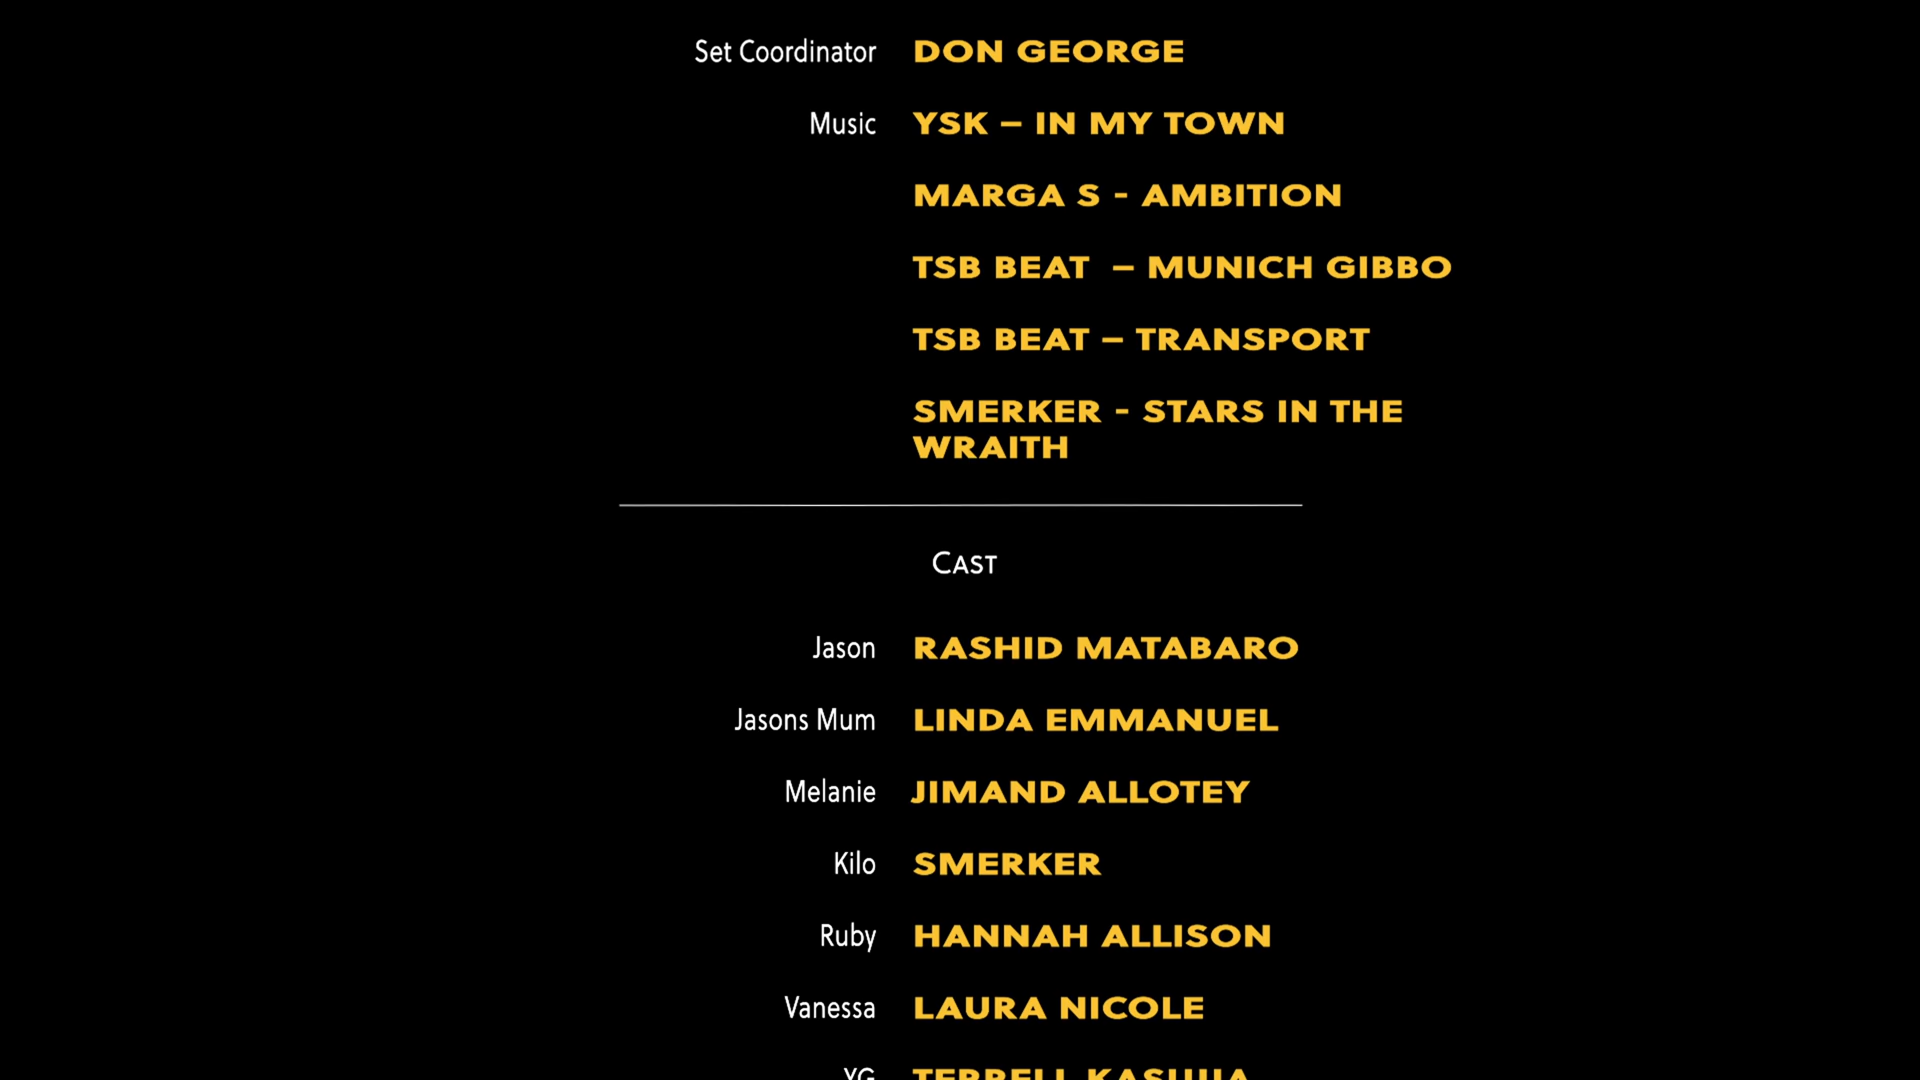 Set Coordinator DON GEORGE
Music YSK – IN MY TOWN
MARGA S - AMBITION
TSB BEAT – MUNICH GIBBO
TSB BEAT – TRANSPORT
SMERKER - STARS IN THE
WRAITH
CAST
Jason RASHID MATABARO
Jasons Mum LINDA EMMANUEL
Melanie JIMAND ALLOTEY
Kilo SMERKER
Ruby HANNAH ALLISON
Vanessa LAURA NICOLE
YG TERRELL